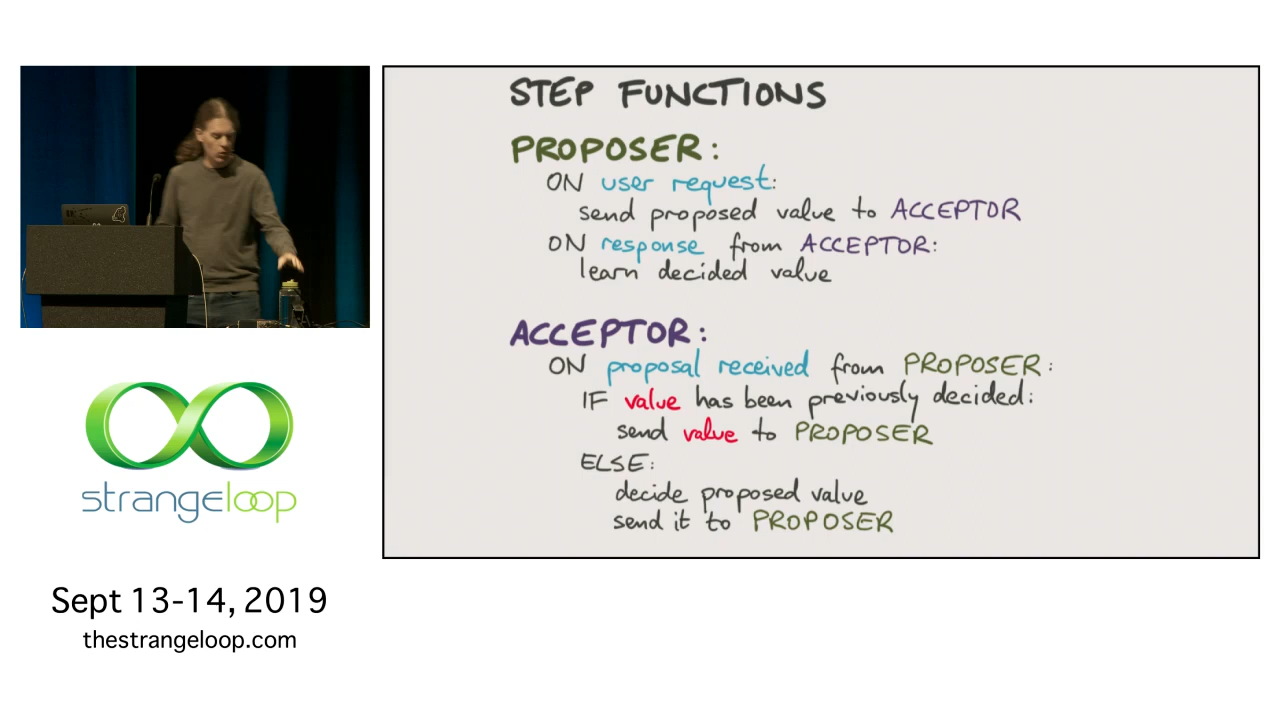 STEP FUNCTIONS
PROPOSER:
ON user request:
send proposed value to ACCEPTOR
ON response from ACCEPTOR:
learn decided value
ACCEPTOR:
ON proposal received from PROPOSER:
IF value has been previously decided:
send value to PROPOSER
ELSE:
decide proposed value
send it to PROPOSER
strangeloop
Sept 13-14, 2019
thestrangeloop.com